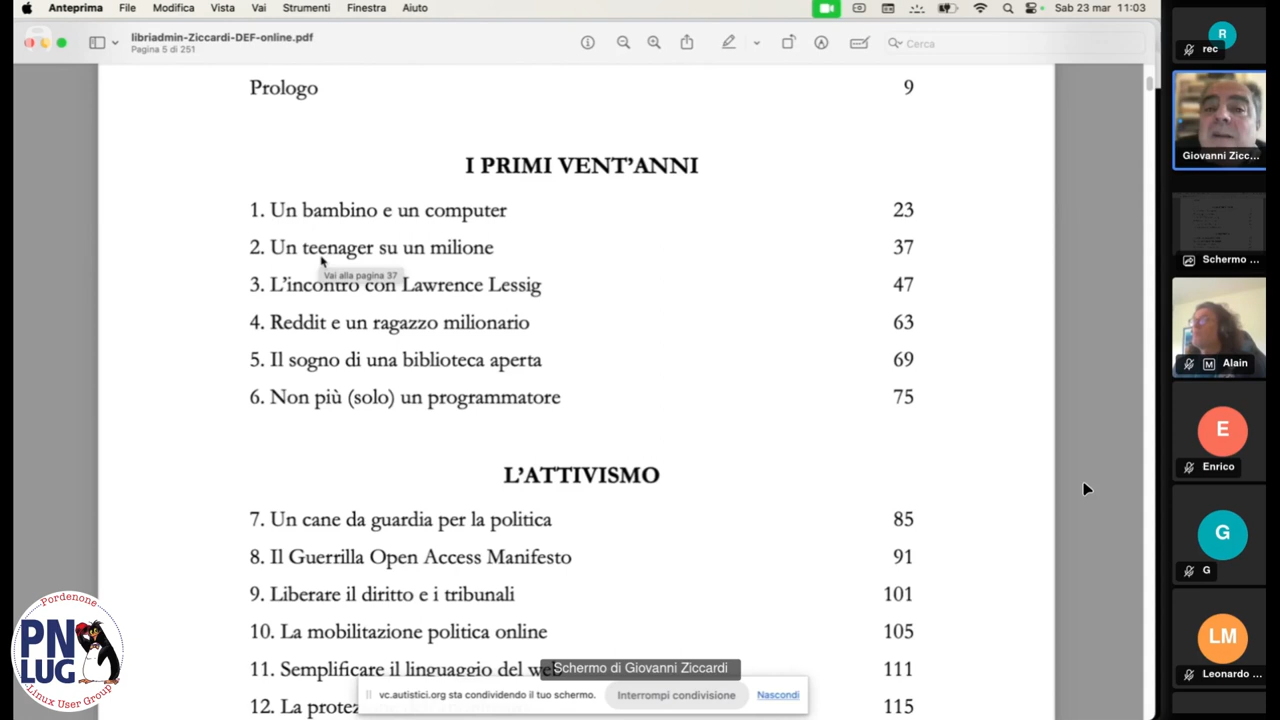 Anteprima File Modifica Vista Vai Strumenti Finestra Aiuto Sab 23 mar 11:03
libriadmin-Ziccardi-DEF-online.pdf
Pagina 5 di 251
Cerca
Prologo 9
I PRIMI VENT'ANNI
1. Un bambino e un computer 23
2. Un teenager su un milione 37
Vai alla pagina 37
3. L'incontro con Lawrence Lessig 47
4. Reddit e un ragazzo milionario 63
5. Il sogno di una biblioteca aperta 69
6. Non più (solo) un programmatore 75
L'ATTIVISMO
7. Un cane da guardia per la politica 85
8. Il Guerrilla Open Access Manifesto 91
9. Liberare il diritto e i tribunali 101
10. La mobilitazione politica online 105
11. Semplificare il linguaggio del web 111
12. La 115
Schermo di Giovanni Ziccardi
vc.autistici.org sta condividendo il tuo schermo. Interrompi condivisione Nascondi
Pordenone
PN
LUG
Linux User Group
R
rec
Giovanni Zicc...
Schermo ...
M Alain
E
Enrico
G
G
LM
Leonardo ...